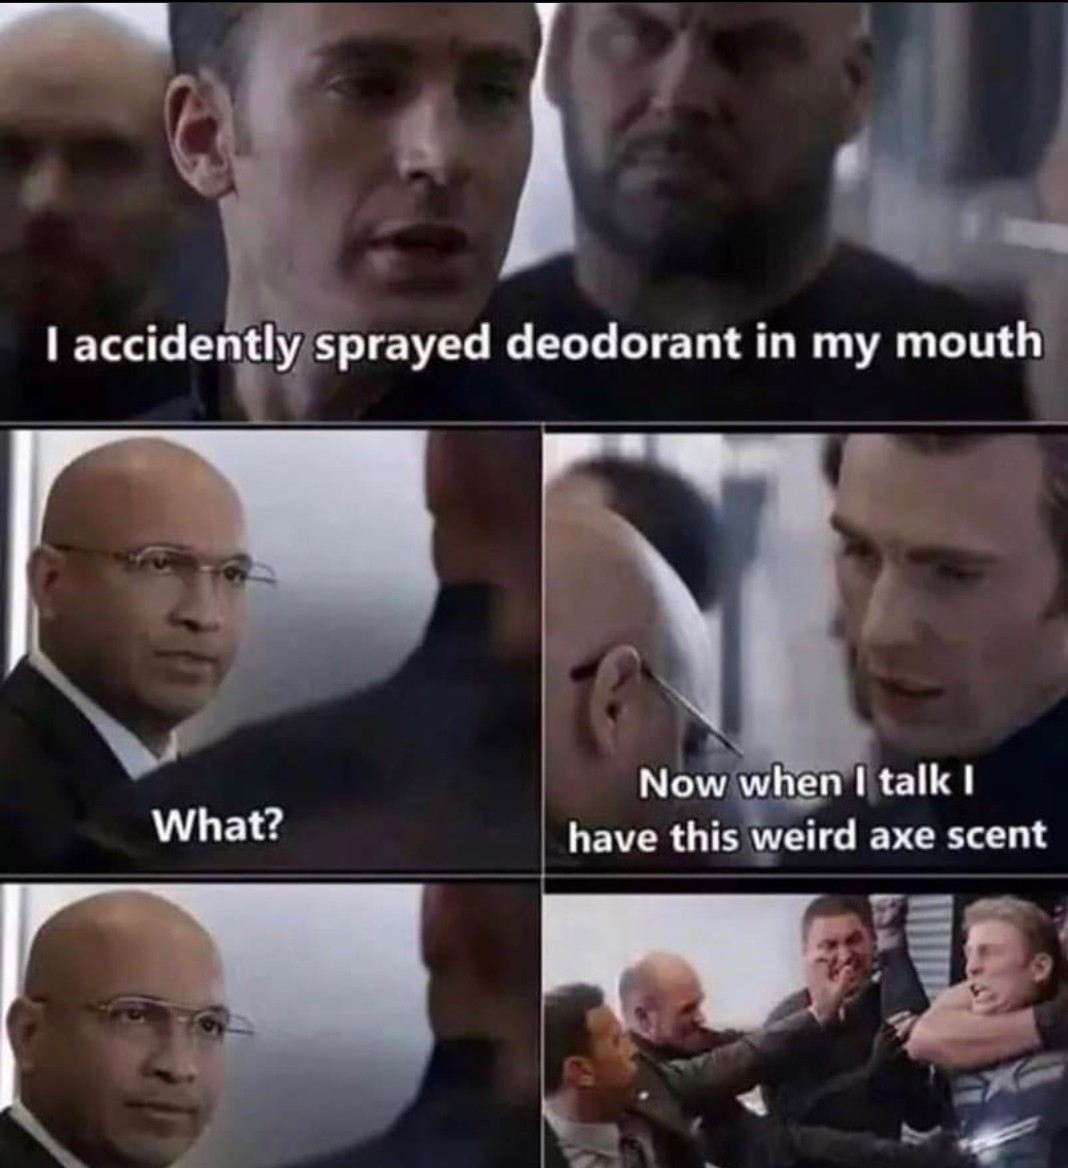 I accidently sprayed deodorant in my mouth
What?
Now when I talk I
have this weird axe scent